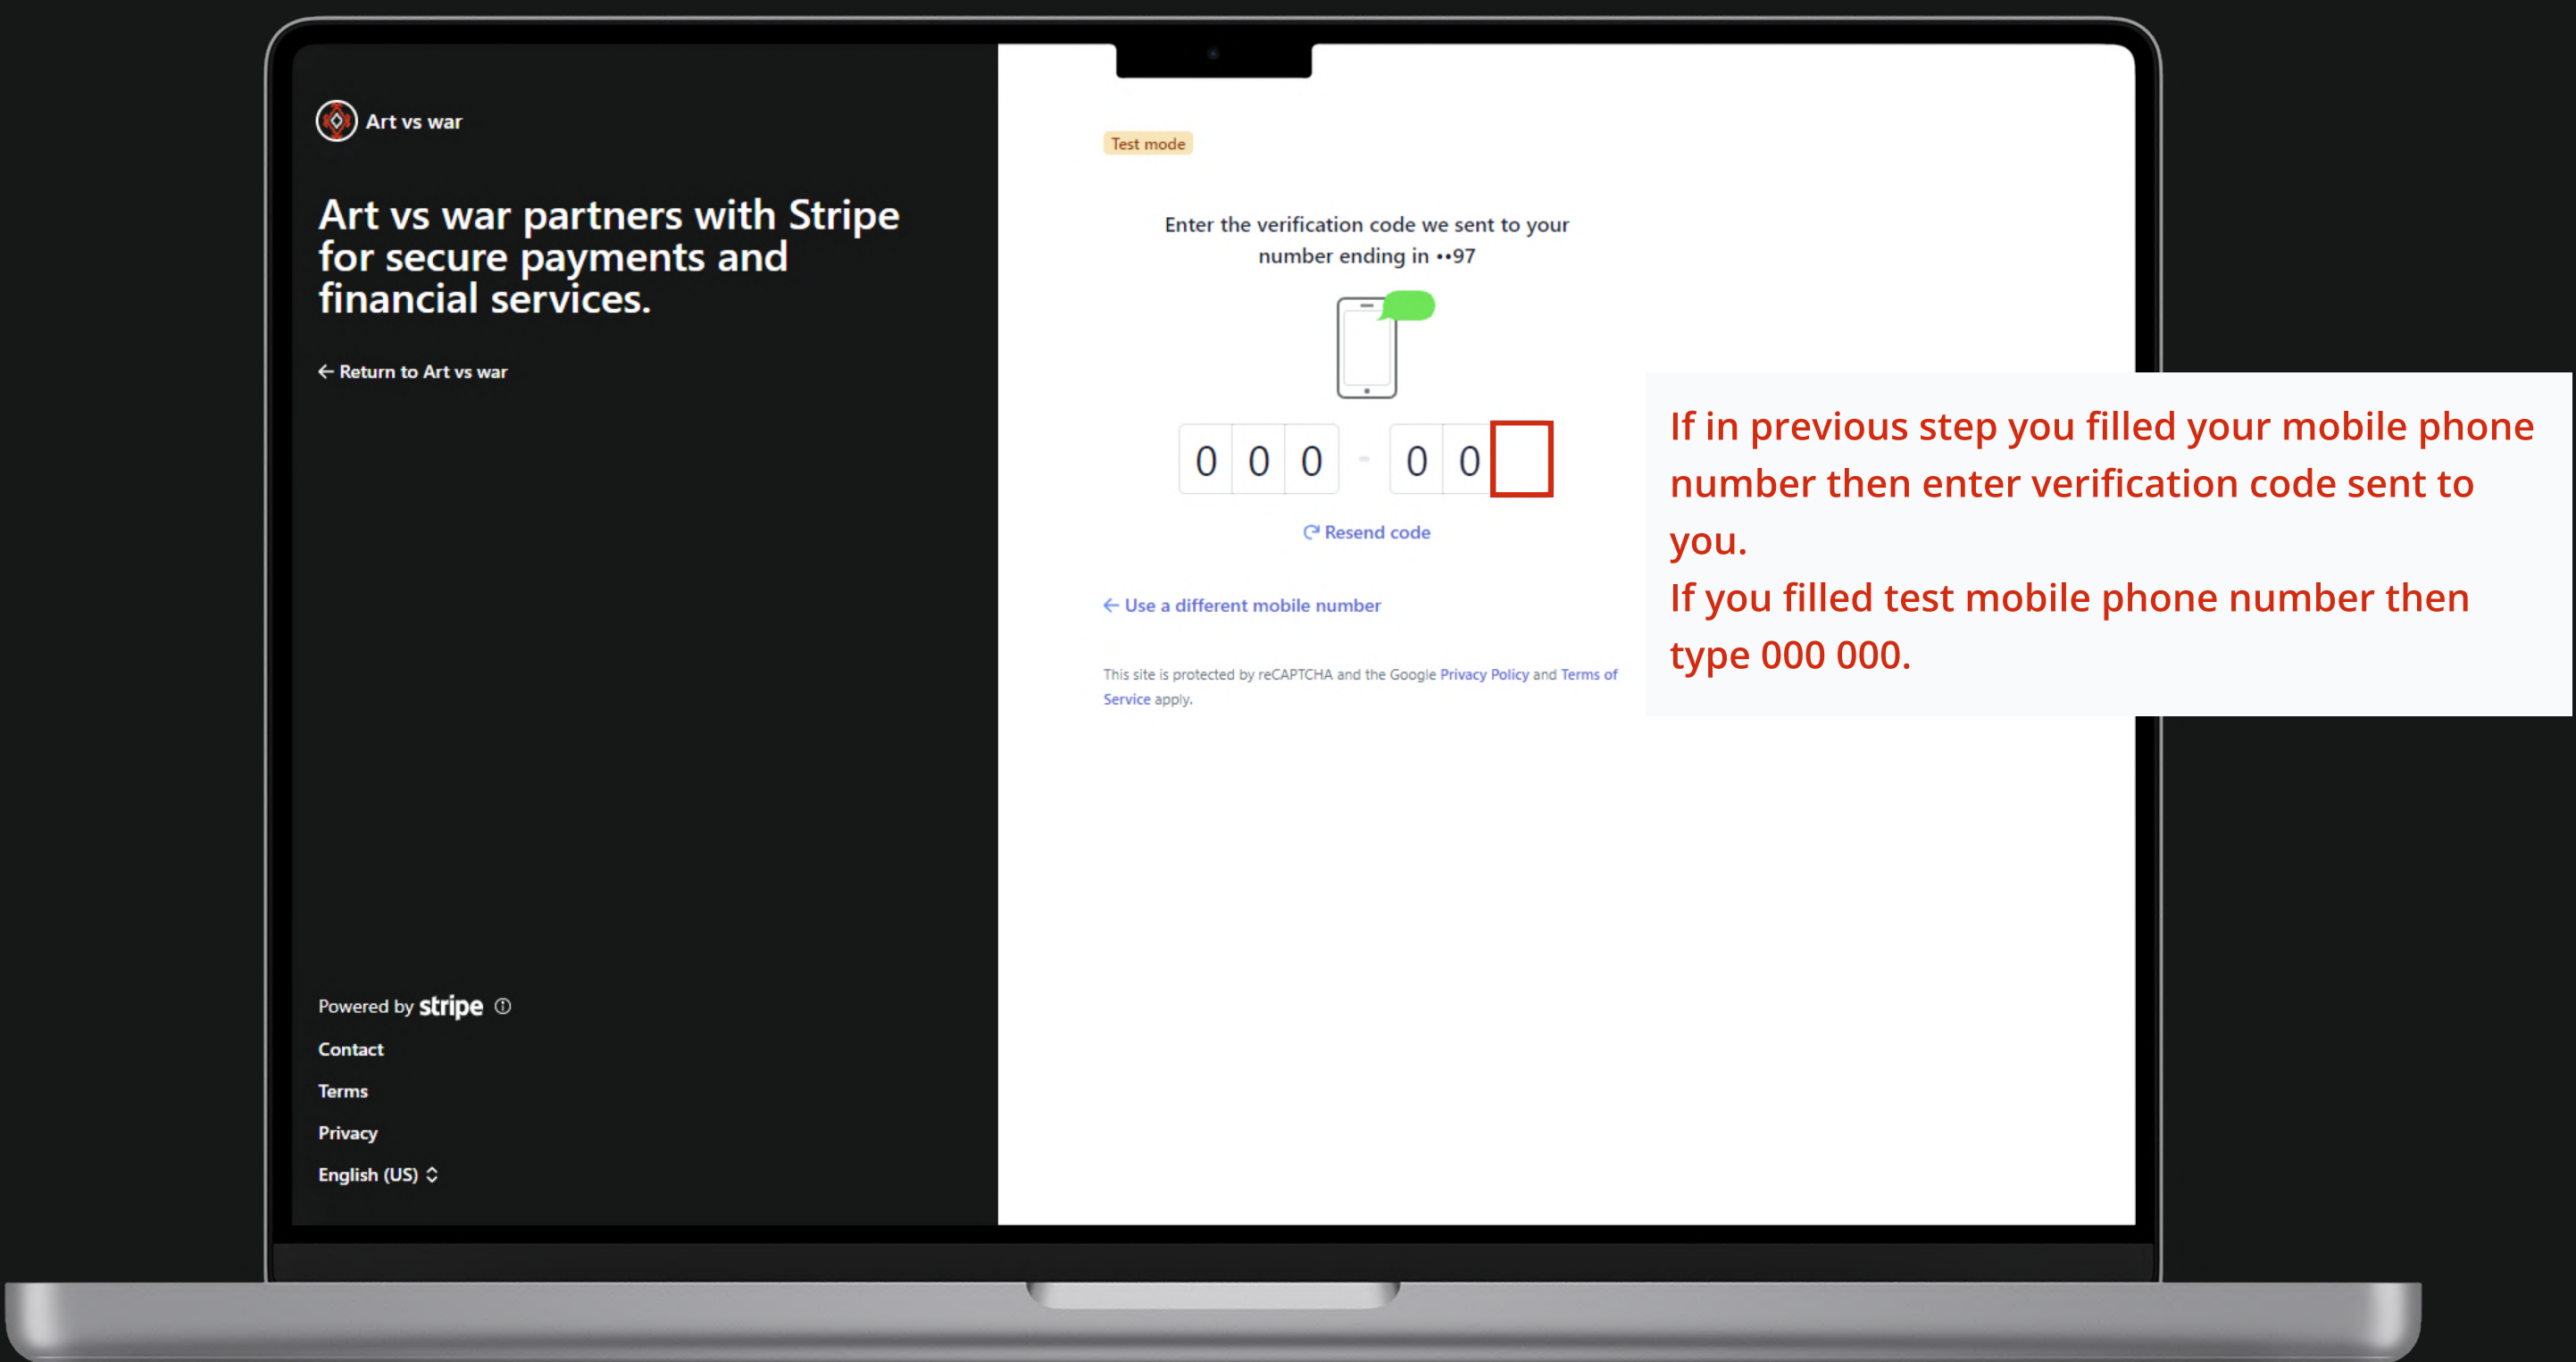 Art vs war
Art vs war partners with Stripe
for secure payments and
financial services.
← Return to Art vs war
Powered by stripe
Contact
Terms
Privacy
English (US)
Test mode
Enter the verification code we sent to your
number ending in ••97
0 0 0 - 0 0
Resend code
← Use a different mobile number
This site is protected by reCAPTCHA and the Google Privacy Policy and Terms of
Service apply.
If in previous step you filled your mobile phone
number then enter verification code sent to
you.
If you filled test mobile phone number then
type 000 000.